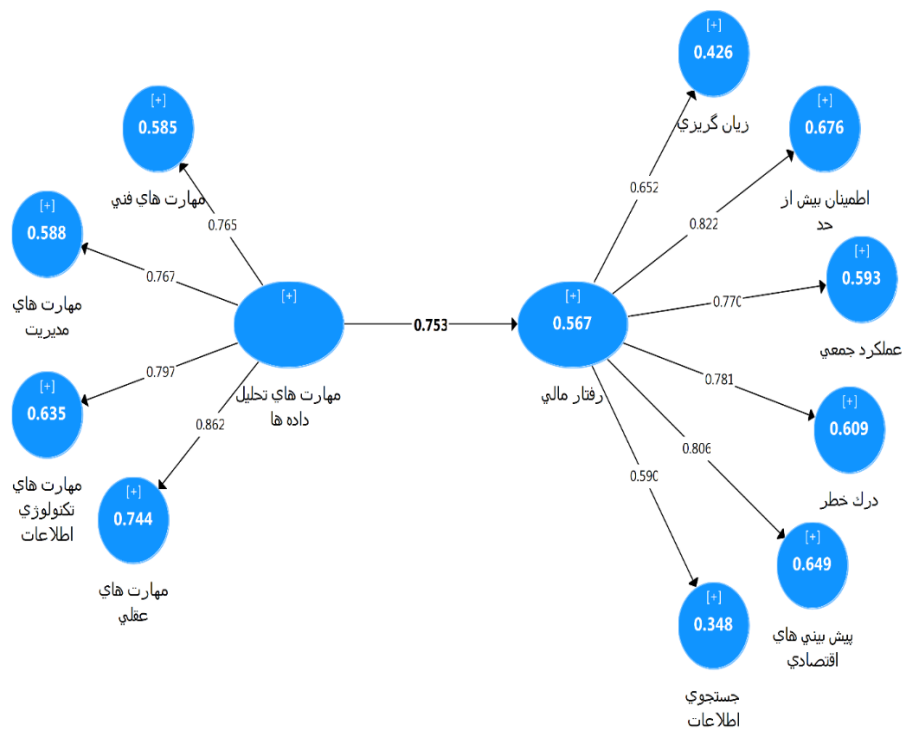 [+]
0.426
زيان گريزي
[+]
0.676
اطمينان بيش از
حد
[+]
0.593
عملكرد جمعي
[+]
0.609
درك خطر
[+]
0.649
پيش بيني هاي
اقتصادي
[+]
0.348
جستجوي
اطلاعات
0.652
0.822
0.770
0.781
0.806
0.590
[+]
0.567
رفتار مالي
0.753
[+]
مهارت هاي تحليل
داده ها
0.765
0.767
0.797
0.862
[+]
0.585
مهارت هاي فني
[+]
0.588
مهارت هاي
مديريت
[+]
0.635
مهارت هاي
تكنولوژي
اطلاعات
[+]
0.744
مهارت هاي
عقلي